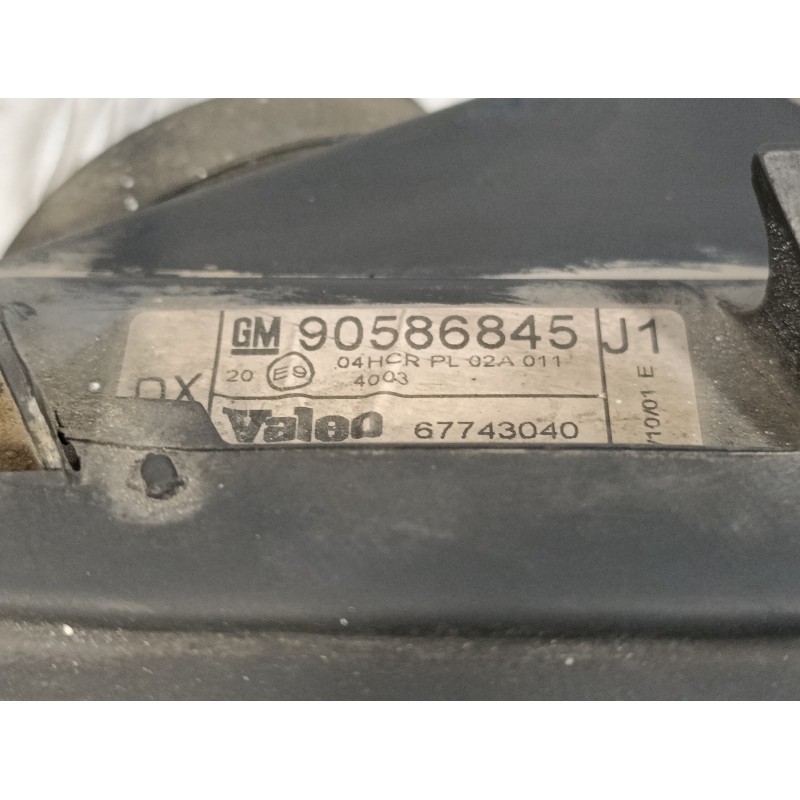 GM 90586845 J1
20 E9 04HCR PL 02A 011
4003
DX
Valeo 67743040
/10/01 E